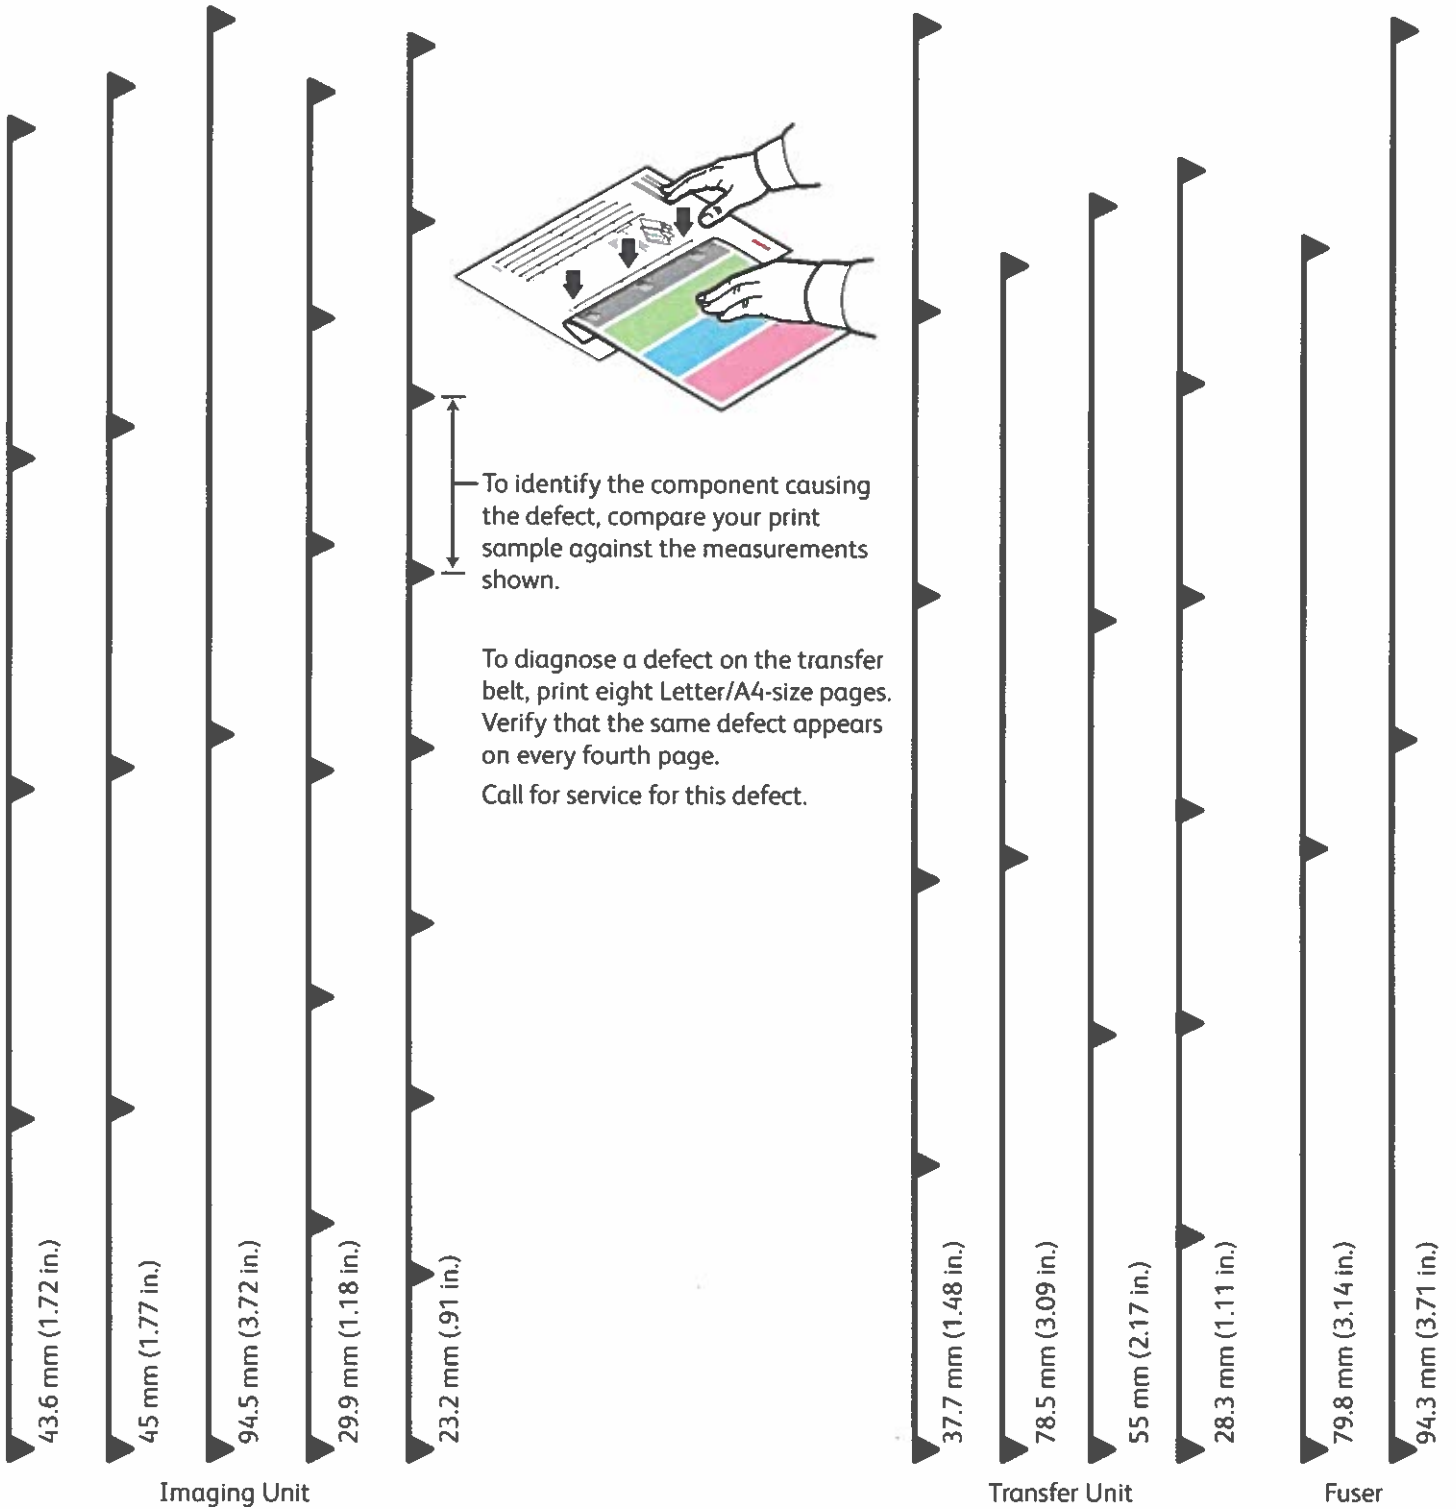 To identify the component causing
the defect, compare your print
sample against the measurements
shown.
To diagnose a defect on the transfer
belt, print eight Letter/A4-size pages.
Verify that the same defect appears
on every fourth page.
Call for service for this defect.
43.6 mm (1.72 in.)
45 mm (1.77 in.)
94.5 mm (3.72 in.)
29.9 mm (1.18 in.)
23.2 mm (.91 in.)
37.7 mm (1.48 in.)
78.5 mm (3.09 in.)
55 mm (2.17 in.)
28.3 mm (1.11 in.)
79.8 mm (3.14 in.)
94.3 mm (3.71 in.)
Imaging Unit
Transfer Unit
Fuser